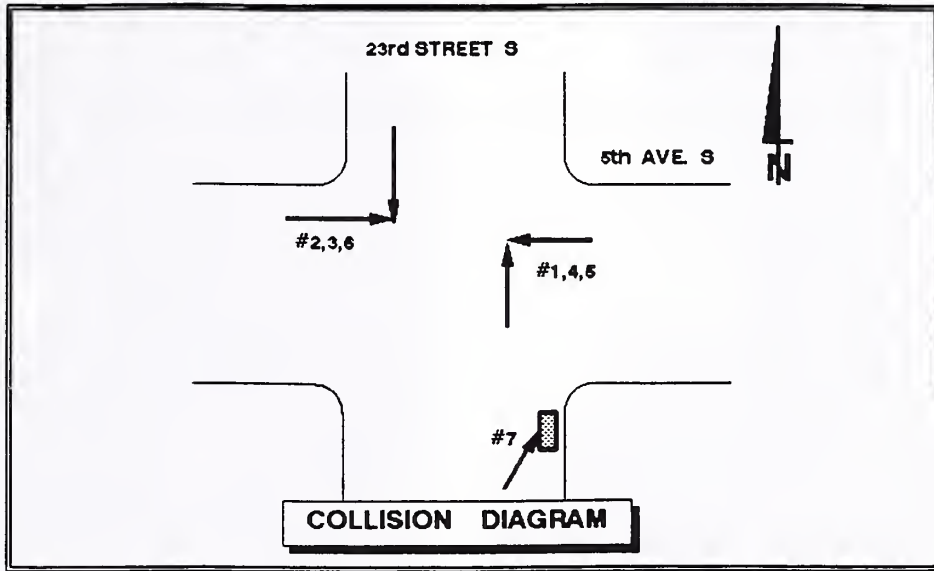 23rd STREET S
5th AVE. S
N
#2,3,6
#1,4,5
#7
COLLISION DIAGRAM